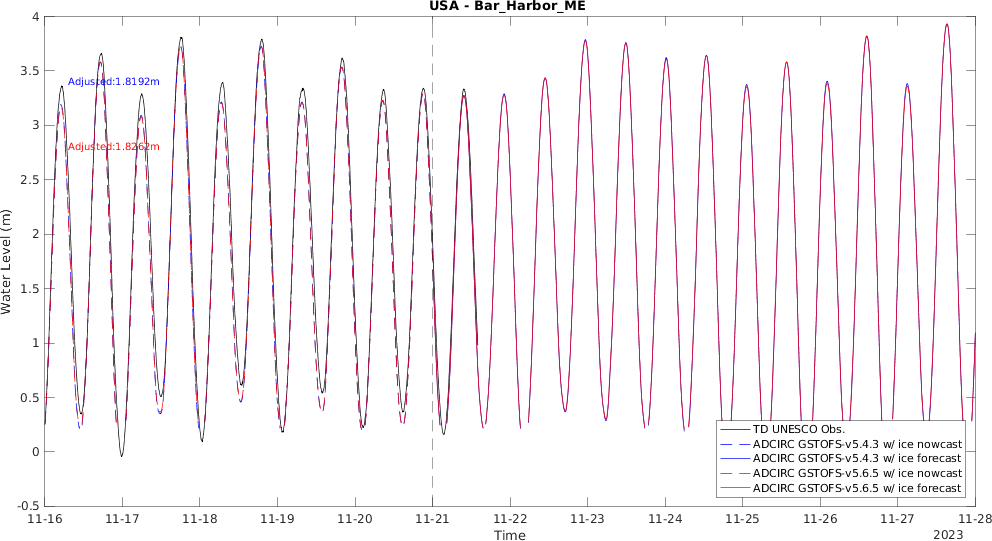 USA - Bar_Harbor_ME
4
3.5
3
2.5
2
1.5
1
0.5
0
-0.5
Water Level (m)
Adjusted:1.8192m
Adjusted:1.8262m
TD UNESCO Obs.
ADCIRC GSTOFS-v5.4.3 w/ ice nowcast
ADCIRC GSTOFS-v5.4.3 w/ ice forecast
ADCIRC GSTOFS-v5.6.5 w/ ice nowcast
ADCIRC GSTOFS-v5.6.5 w/ ice forecast
11-16 11-17 11-18 11-19 11-20 11-21 11-22 11-23 11-24 11-25 11-26 11-27 11-28
Time
2023